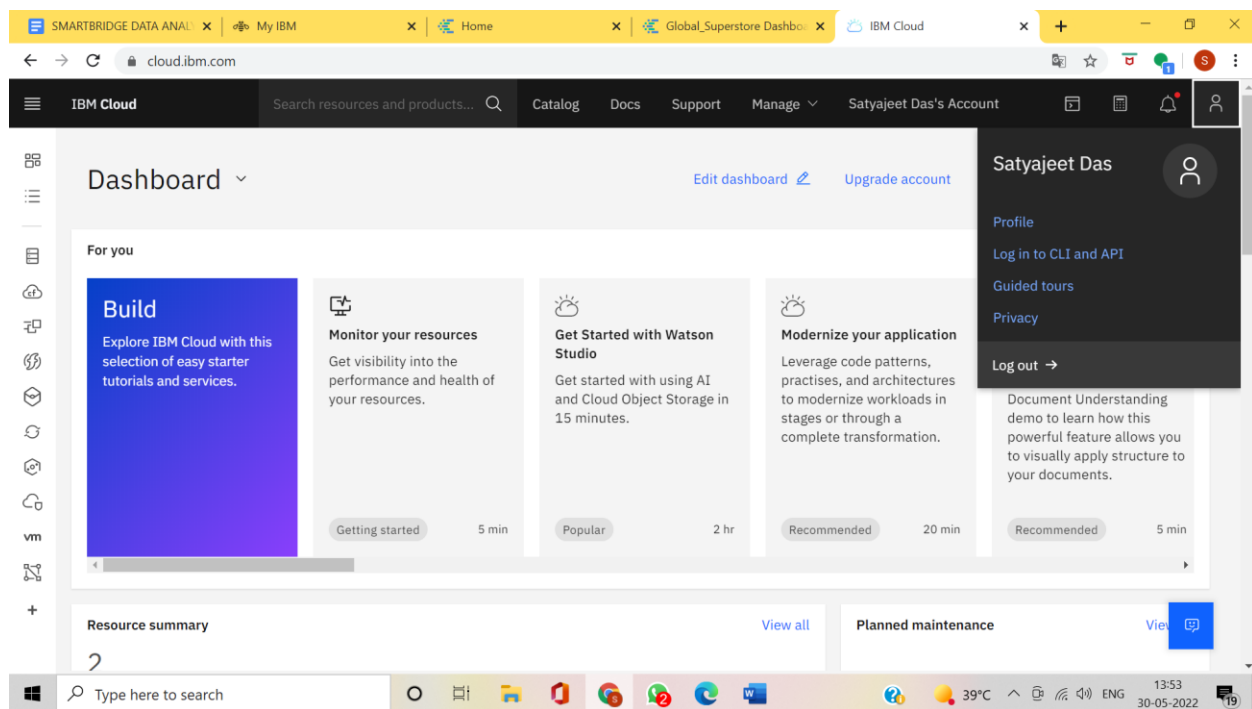 SMARTBRIDGE DATA ANAL
My IBM
Home
Global_Superstore Dashbo
IBM Cloud
cloud.ibm.com
S
1
IBM Cloud
Search resources and products...
Catalog
Docs
Support
Manage
Satyajeet Das's Account
Dashboard
Edit dashboard
Upgrade account
Satyajeet Das
Profile
Log in to CLI and API
Guided tours
Privacy
Log out →
For you
Build
Explore IBM Cloud with this
selection of easy starter
tutorials and services.
Monitor your resources
Get visibility into the
performance and health of
your resources.
Getting started
5 min
Get Started with Watson
Studio
Get started with using AI
and Cloud Object Storage in
15 minutes.
Popular
2 hr
Modernize your application
Leverage code patterns,
practises, and architectures
to modernize workloads in
stages or through a
complete transformation.
Recommended
20 min
Document Understanding
demo to learn how this
powerful feature allows you
to visually apply structure to
your documents.
Recommended
5 min
vm
Resource summary
View all
2
Planned maintenance
Vie
Type here to search
39°C
ENG
13:53
30-05-2022
19